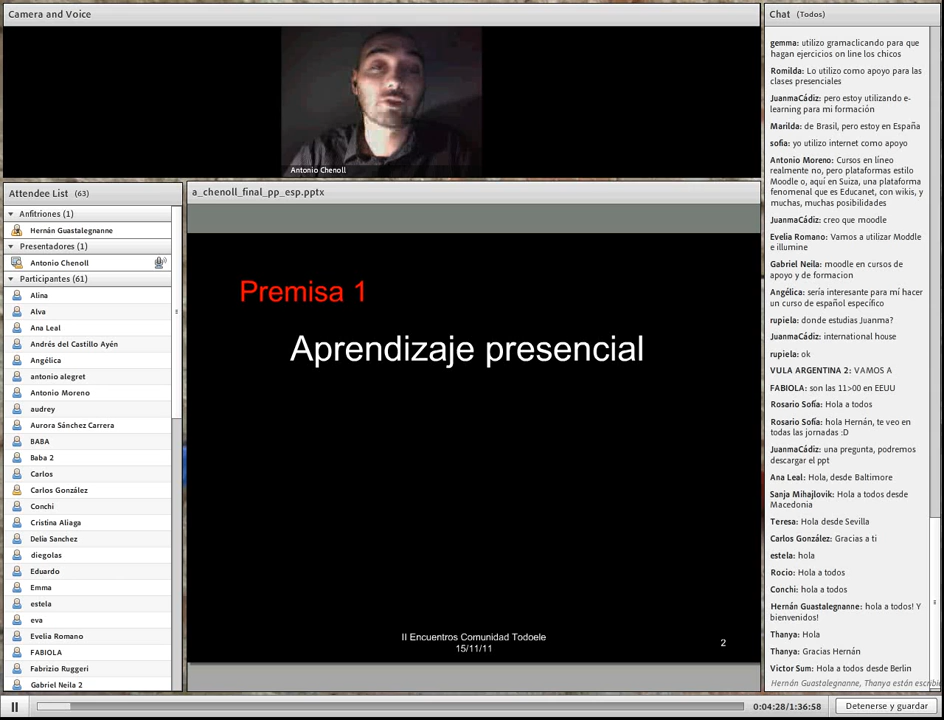 Camera and Voice
Antonio Chenoll
Attendee List (63)
Anfitriones (1)
Hernán Guastalegnanne
Presentadores (1)
Antonio Chenoll
Participantes (61)
Alina
Alva
Ana Leal
Andrés del Castillo Ayén
Angélica
antonio alegret
Antonio Moreno
audrey
Aurora Sánchez Carrera
BABA
Baba 2
Carlos
Carlos González
Conchi
Cristina Aliaga
Delia Sanchez
diegolas
Eduardo
Emma
estela
eva
Evelia Romano
FABIOLA
Fabrizio Ruggeri
Gabriel Neila 2
a_chenoll_final_pp_esp.pptx
Premisa 1
Aprendizaje presencial
II Encuentros Comunidad Todoele
15/11/11
2
Chat (Todos)
gemma: utilizo gramaclicando para que
hagan ejercicios on line los chicos
Romilda: Lo utilizo como apoyo para las
clases presenciales
JuanmaCádiz: pero estoy utilizando e-
learning para mi formación
Marilda: de Brasil, pero estoy en España
sofia: yo utilizo internet como apoyo
Antonio Moreno: Cursos en líneo
realmente no, pero plataformas estilo
Moodle o, aquí en Suiza, una plataforma
fenomenal que es Educanet, con wikis, y
muchas, muchas posibilidades
JuanmaCádiz: creo que moodle
Evelia Romano: Vamos a utilizar Moddle
e illumine
Gabriel Neila: moodle en cursos de
apoyo y de formacion
Angélica: sería interesante para mí hacer
un curso de español específico
rupiela: donde estudias Juanma?
JuanmaCádiz: international house
rupiela: ok
VULA ARGENTINA 2: VAMOS A
FABIOLA: son las 11>00 en EEUU
Rosario Sofía: Hola a todos
Rosario Sofía: hola Hernán, te veo en
todas las jornadas :D
JuanmaCádiz: una pregunta, podremos
descargar el ppt
Ana Leal: Hola, desde Baltimore
Sanja Mihajlovik: Hola a todos desde
Macedonia
Teresa: Hola desde Sevilla
Carlos González: Gracias a ti
estela: hola
Rocio: Hola a todos
Conchi: hola a todos
Hernán Guastalegnanne: hola a todos! Y
bienvenidos!
Thanya: Hola
Thanya: Gracias Hernán
Victor Sum: Hola a todos desde Berlin
Hernán Guastalegnanne, Thanya están escribi
0:04:28/1:36:58
Detenerse y guardar